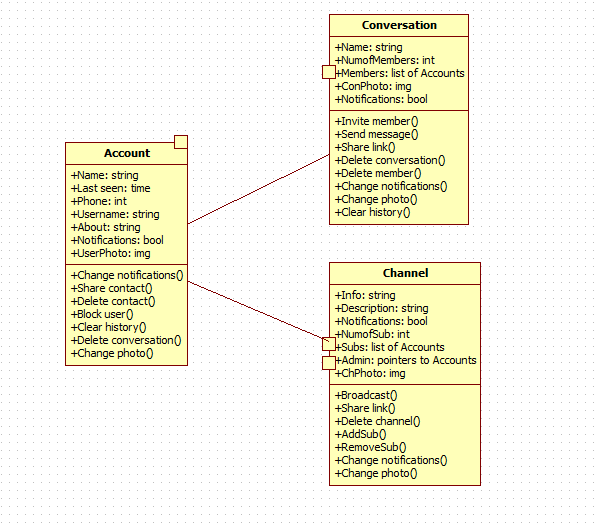 Conversation
+Name: string
+NumofMembers: int
+Members: list of Accounts
+ConPhoto: img
+Notifications: bool
+Invite member()
+Send message()
+Share link()
+Delete conversation()
+Delete member()
+Change notifications()
+Change photo()
+Clear history()
Account
+Name: string
+Last seen: time
+Phone: int
+Username: string
+About: string
+Notifications: bool
+UserPhoto: img
+Change notifications()
+Share contact()
+Delete contact()
+Block user()
+Clear history()
+Delete conversation()
+Change photo()
Channel
+Info: string
+Description: string
+Notifications: bool
+NumofSub: int
+Subs: list of Accounts
+Admin: pointers to Accounts
+ChPhoto: img
+Broadcast()
+Share link()
+Delete channel()
+AddSub()
+RemoveSub()
+Change notifications()
+Change photo()